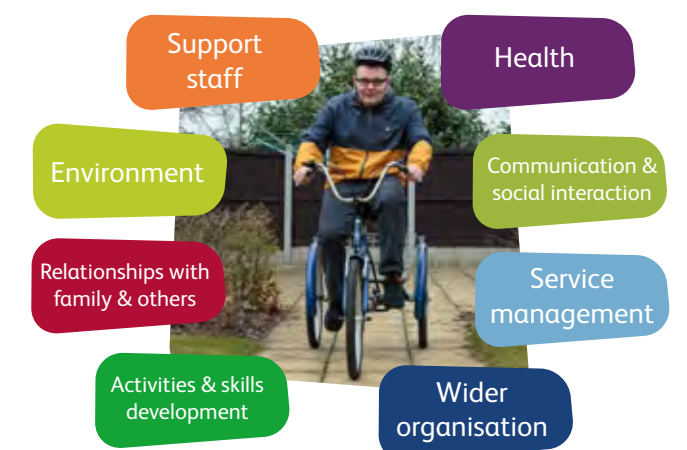 Support
staff
Health
Environment
Communication &
social interaction
Relationships with
family & others
Service
management
Activities & skills
development
Wider
organisation